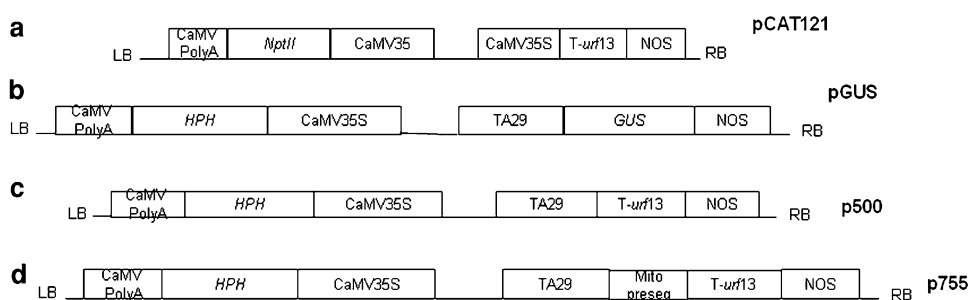 a pCAT121
LB CaMV PolyA NptII CaMV35 CaMV35S T-urf13 NOS RB
b pGUS
LB CaMV PolyA HPH CaMV35S TA29 GUS NOS RB
c
LB CaMV PolyA HPH CaMV35S TA29 T-urf13 NOS RB p500
d
LB CaMV PolyA HPH CaMV35S TA29 Mito preseq T-urf13 NOS RB p755